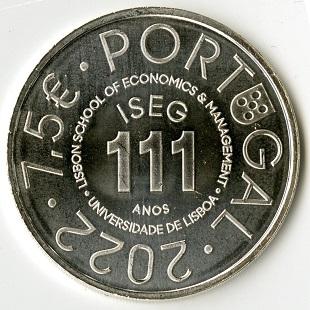 PORTUGAL · 2022 · 7,5€ ·
· LISBON SCHOOL OF ECONOMICS & MANAGEMENT ·
ISEG
111
ANOS
UNIVERSIDADE DE LISBOA